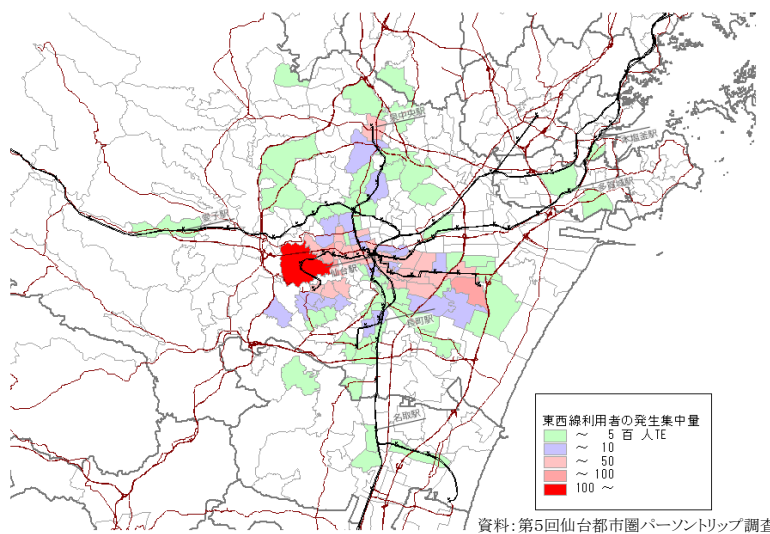 泉中央駅
本塩釜駅
多賀城駅
愛子駅
仙台駅
長町駅
名取駅
東西線利用者の発生集中量
～ 5 百 人TE
～ 10
～ 50
～ 100
100 ～
資料：第5回仙台都市圏パーソントリップ調査